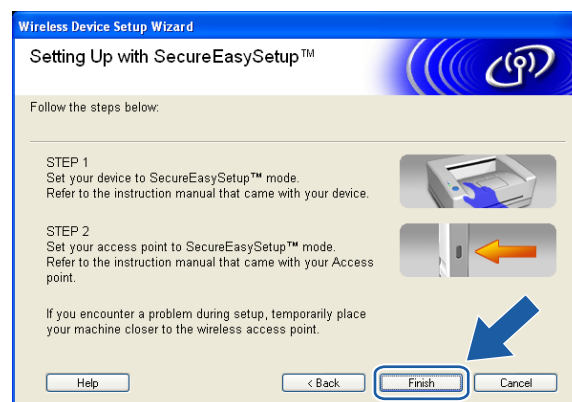 Wireless Device Setup Wizard
Setting Up with SecureEasySetup™
Follow the steps below:
STEP 1
Set your device to SecureEasySetup™ mode.
Refer to the instruction manual that came with your device.
STEP 2
Set your access point to SecureEasySetup™ mode.
Refer to the instruction manual that came with your Access
point.
If you encounter a problem during setup, temporarily place
your machine closer to the wireless access point.
Help
< Back
Finish
Cancel